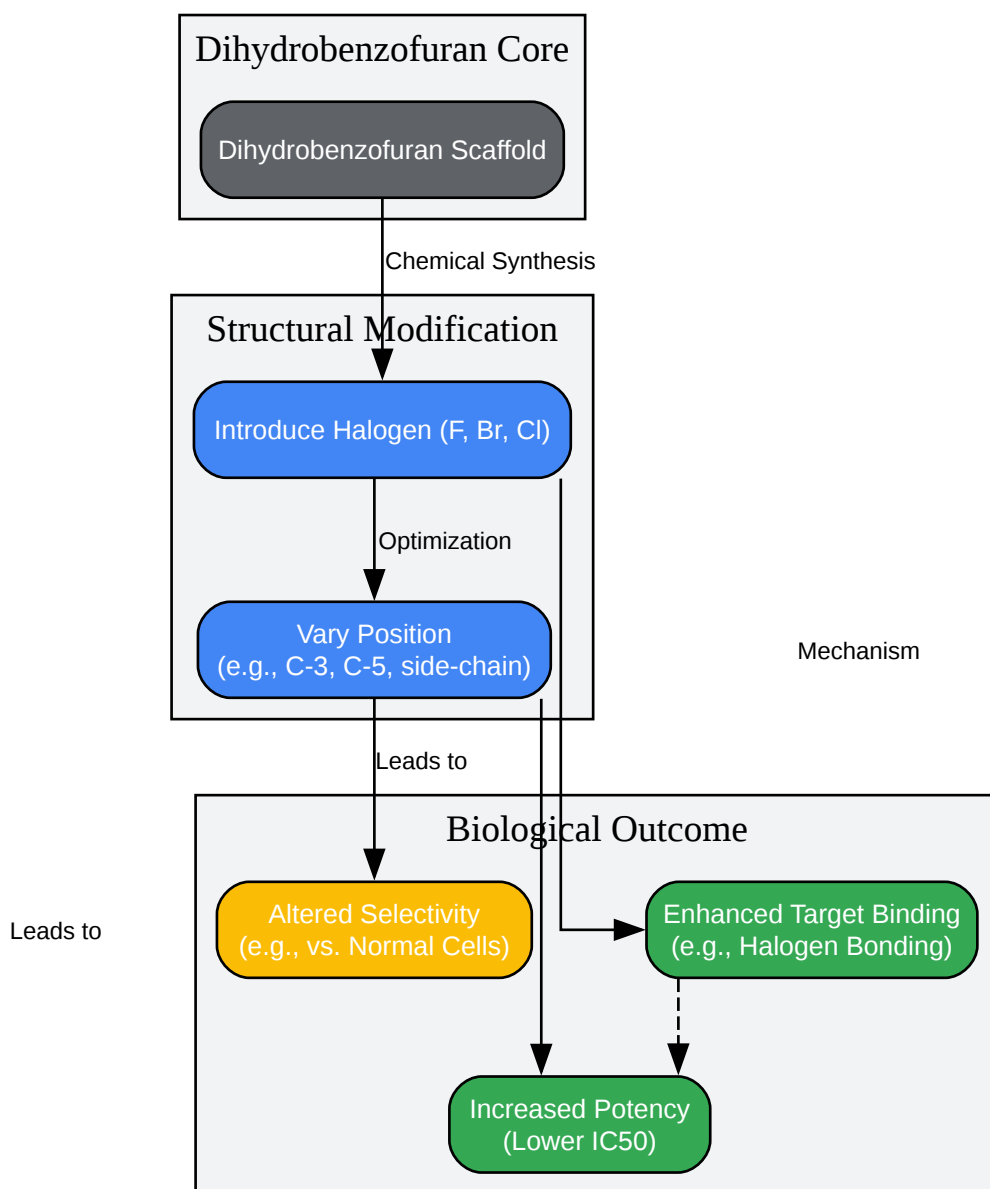 Dihydrobenzofuran Core
Dihydrobenzofuran Scaffold
Chemical Synthesis
Structural Modification
Introduce Halogen (F, Br, Cl)
Optimization
Vary Position
(e.g., C-3, C-5, side-chain)
Mechanism
Leads to
Biological Outcome
Altered Selectivity
(e.g., vs. Normal Cells)
Enhanced Target Binding
(e.g., Halogen Bonding)
Leads to
Increased Potency
(Lower IC50)